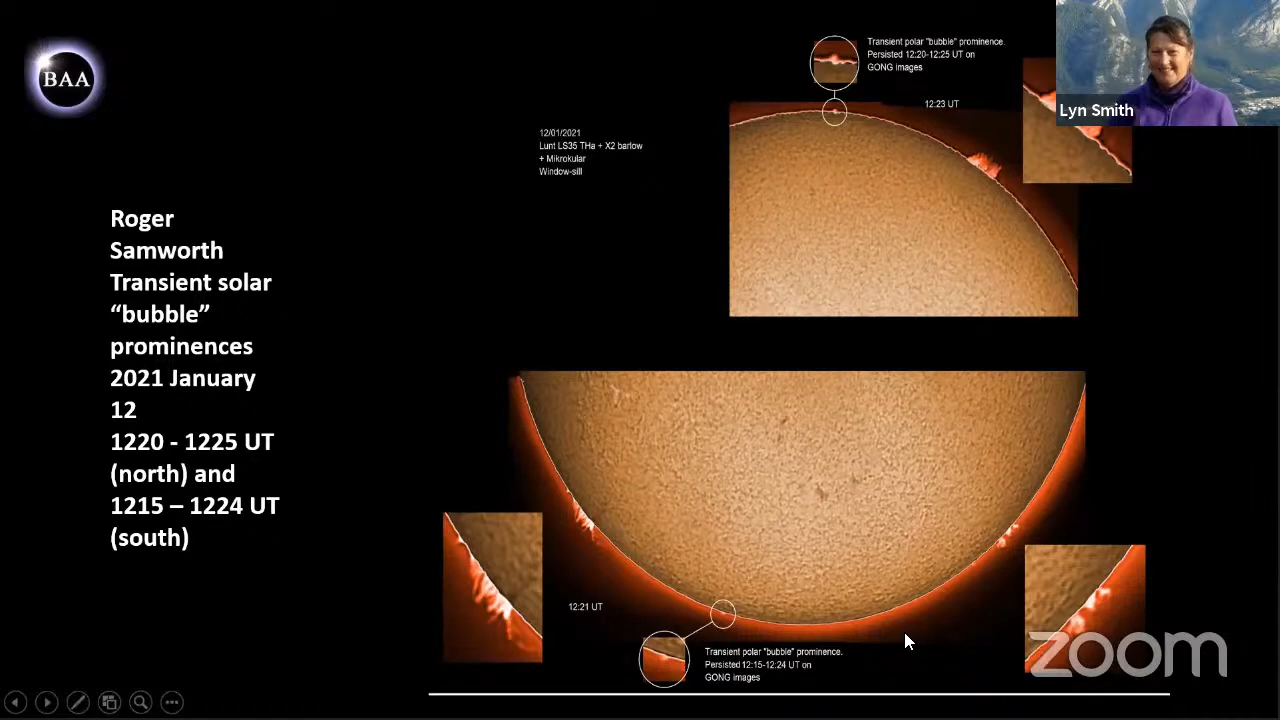 BAA
Roger
Samworth
Transient solar
“bubble”
prominences
2021 January
12
1220 - 1225 UT
(north) and
1215 – 1224 UT
(south)
12/01/2021
Lunt LS35 THa + X2 barlow
+ Mikrokular
Window-sill
Transient polar "bubble" prominence.
Persisted 12:20-12:25 UT on
GONG images
12:23 UT
Lyn Smith
12:21 UT
Transient polar "bubble" prominence.
Persisted 12:15-12:24 UT on
GONG images
zoom